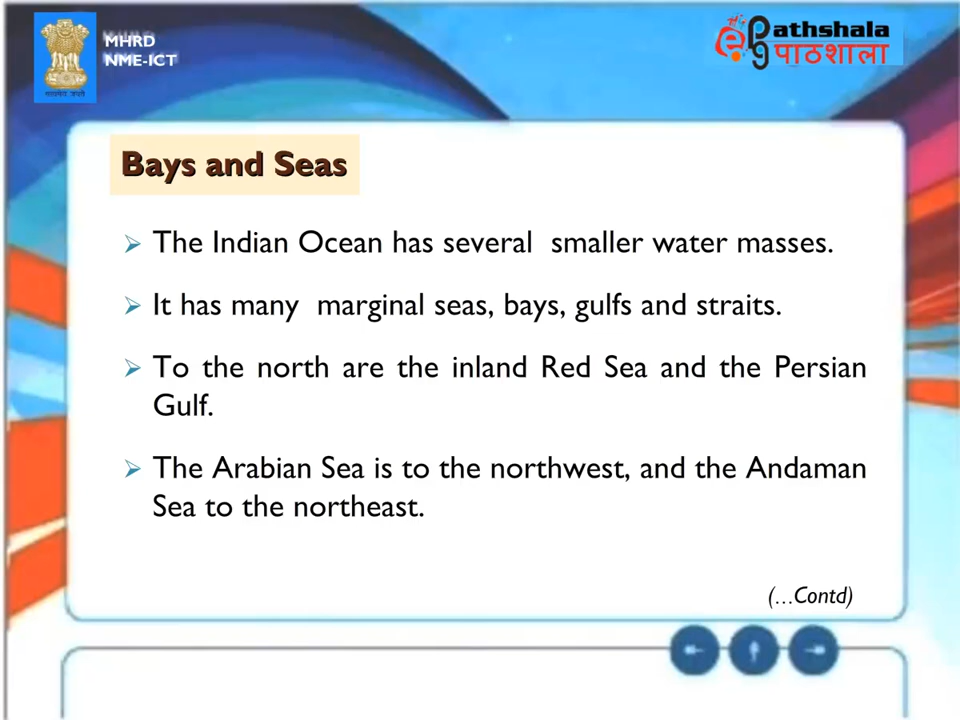 MHRD
NME-ICT
epg athshala
पाठशाला
Bays and Seas
The Indian Ocean has several smaller water masses.
It has many marginal seas, bays, gulfs and straits.
To the north are the inland Red Sea and the Persian
Gulf.
The Arabian Sea is to the northwest, and the Andaman
Sea to the northeast.
(...Contd)